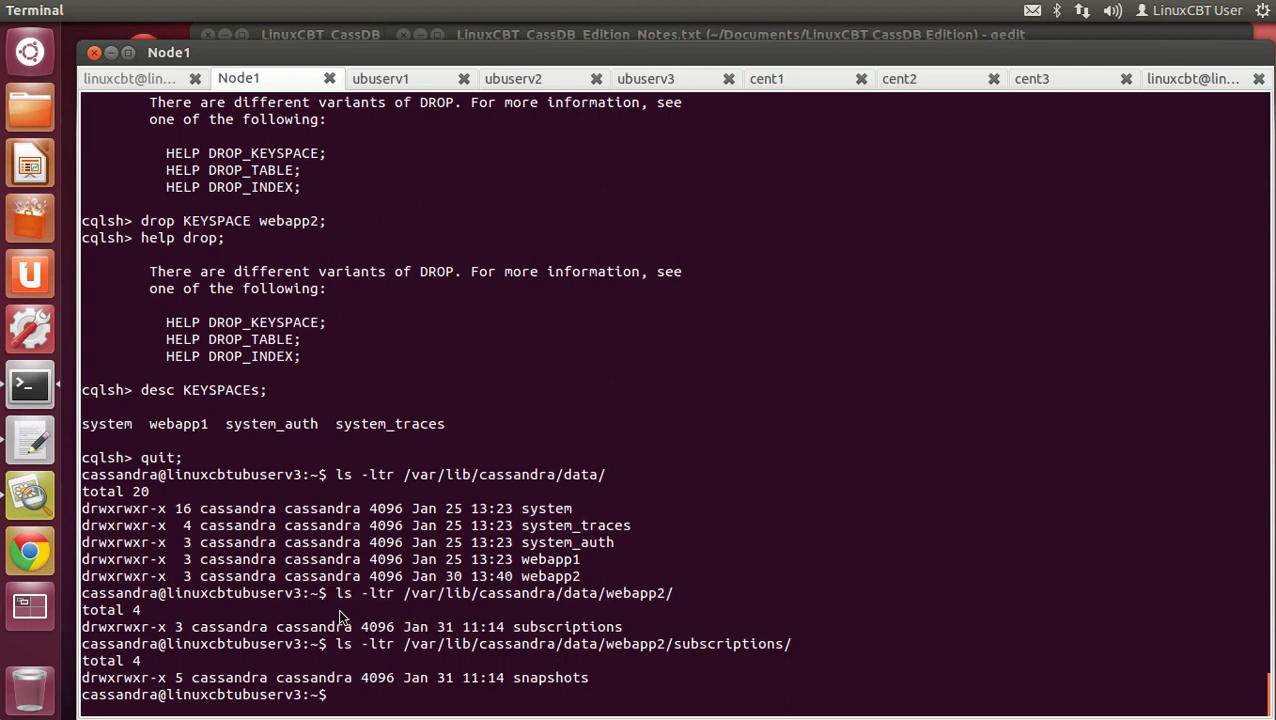 Terminal
LinuxCBT User
LinuxCBT_CassDB
LinuxCBT_CassDB_Edition_Notes.txt (~/Documents/LinuxCBT CassDB Edition) - gedit
Node1
linuxcbt@lin...
Node1
ubuserv1
ubuserv2
ubuserv3
cent1
cent2
cent3
linuxcbt@lin...
There are different variants of DROP. For more information, see
one of the following:
HELP DROP_KEYSPACE;
HELP DROP_TABLE;
HELP DROP_INDEX;
cqlsh> drop KEYSPACE webapp2;
cqlsh> help drop;
There are different variants of DROP. For more information, see
one of the following:
HELP DROP_KEYSPACE;
HELP DROP_TABLE;
HELP DROP_INDEX;
cqlsh> desc KEYSPACEs;
system  webapp1  system_auth  system_traces
cqlsh> quit;
cassandra@linuxcbtubuserv3:~$ ls -ltr /var/lib/cassandra/data/
total 20
drwxrwxr-x 16 cassandra cassandra 4096 Jan 25 13:23 system
drwxrwxr-x  4 cassandra cassandra 4096 Jan 25 13:23 system_traces
drwxrwxr-x  3 cassandra cassandra 4096 Jan 25 13:23 system_auth
drwxrwxr-x  3 cassandra cassandra 4096 Jan 25 13:23 webapp1
drwxrwxr-x  3 cassandra cassandra 4096 Jan 30 13:40 webapp2
cassandra@linuxcbtubuserv3:~$ ls -ltr /var/lib/cassandra/data/webapp2/
total 4
drwxrwxr-x 3 cassandra cassandra 4096 Jan 31 11:14 subscriptions
cassandra@linuxcbtubuserv3:~$ ls -ltr /var/lib/cassandra/data/webapp2/subscriptions/
total 4
drwxrwxr-x 5 cassandra cassandra 4096 Jan 31 11:14 snapshots
cassandra@linuxcbtubuserv3:~$